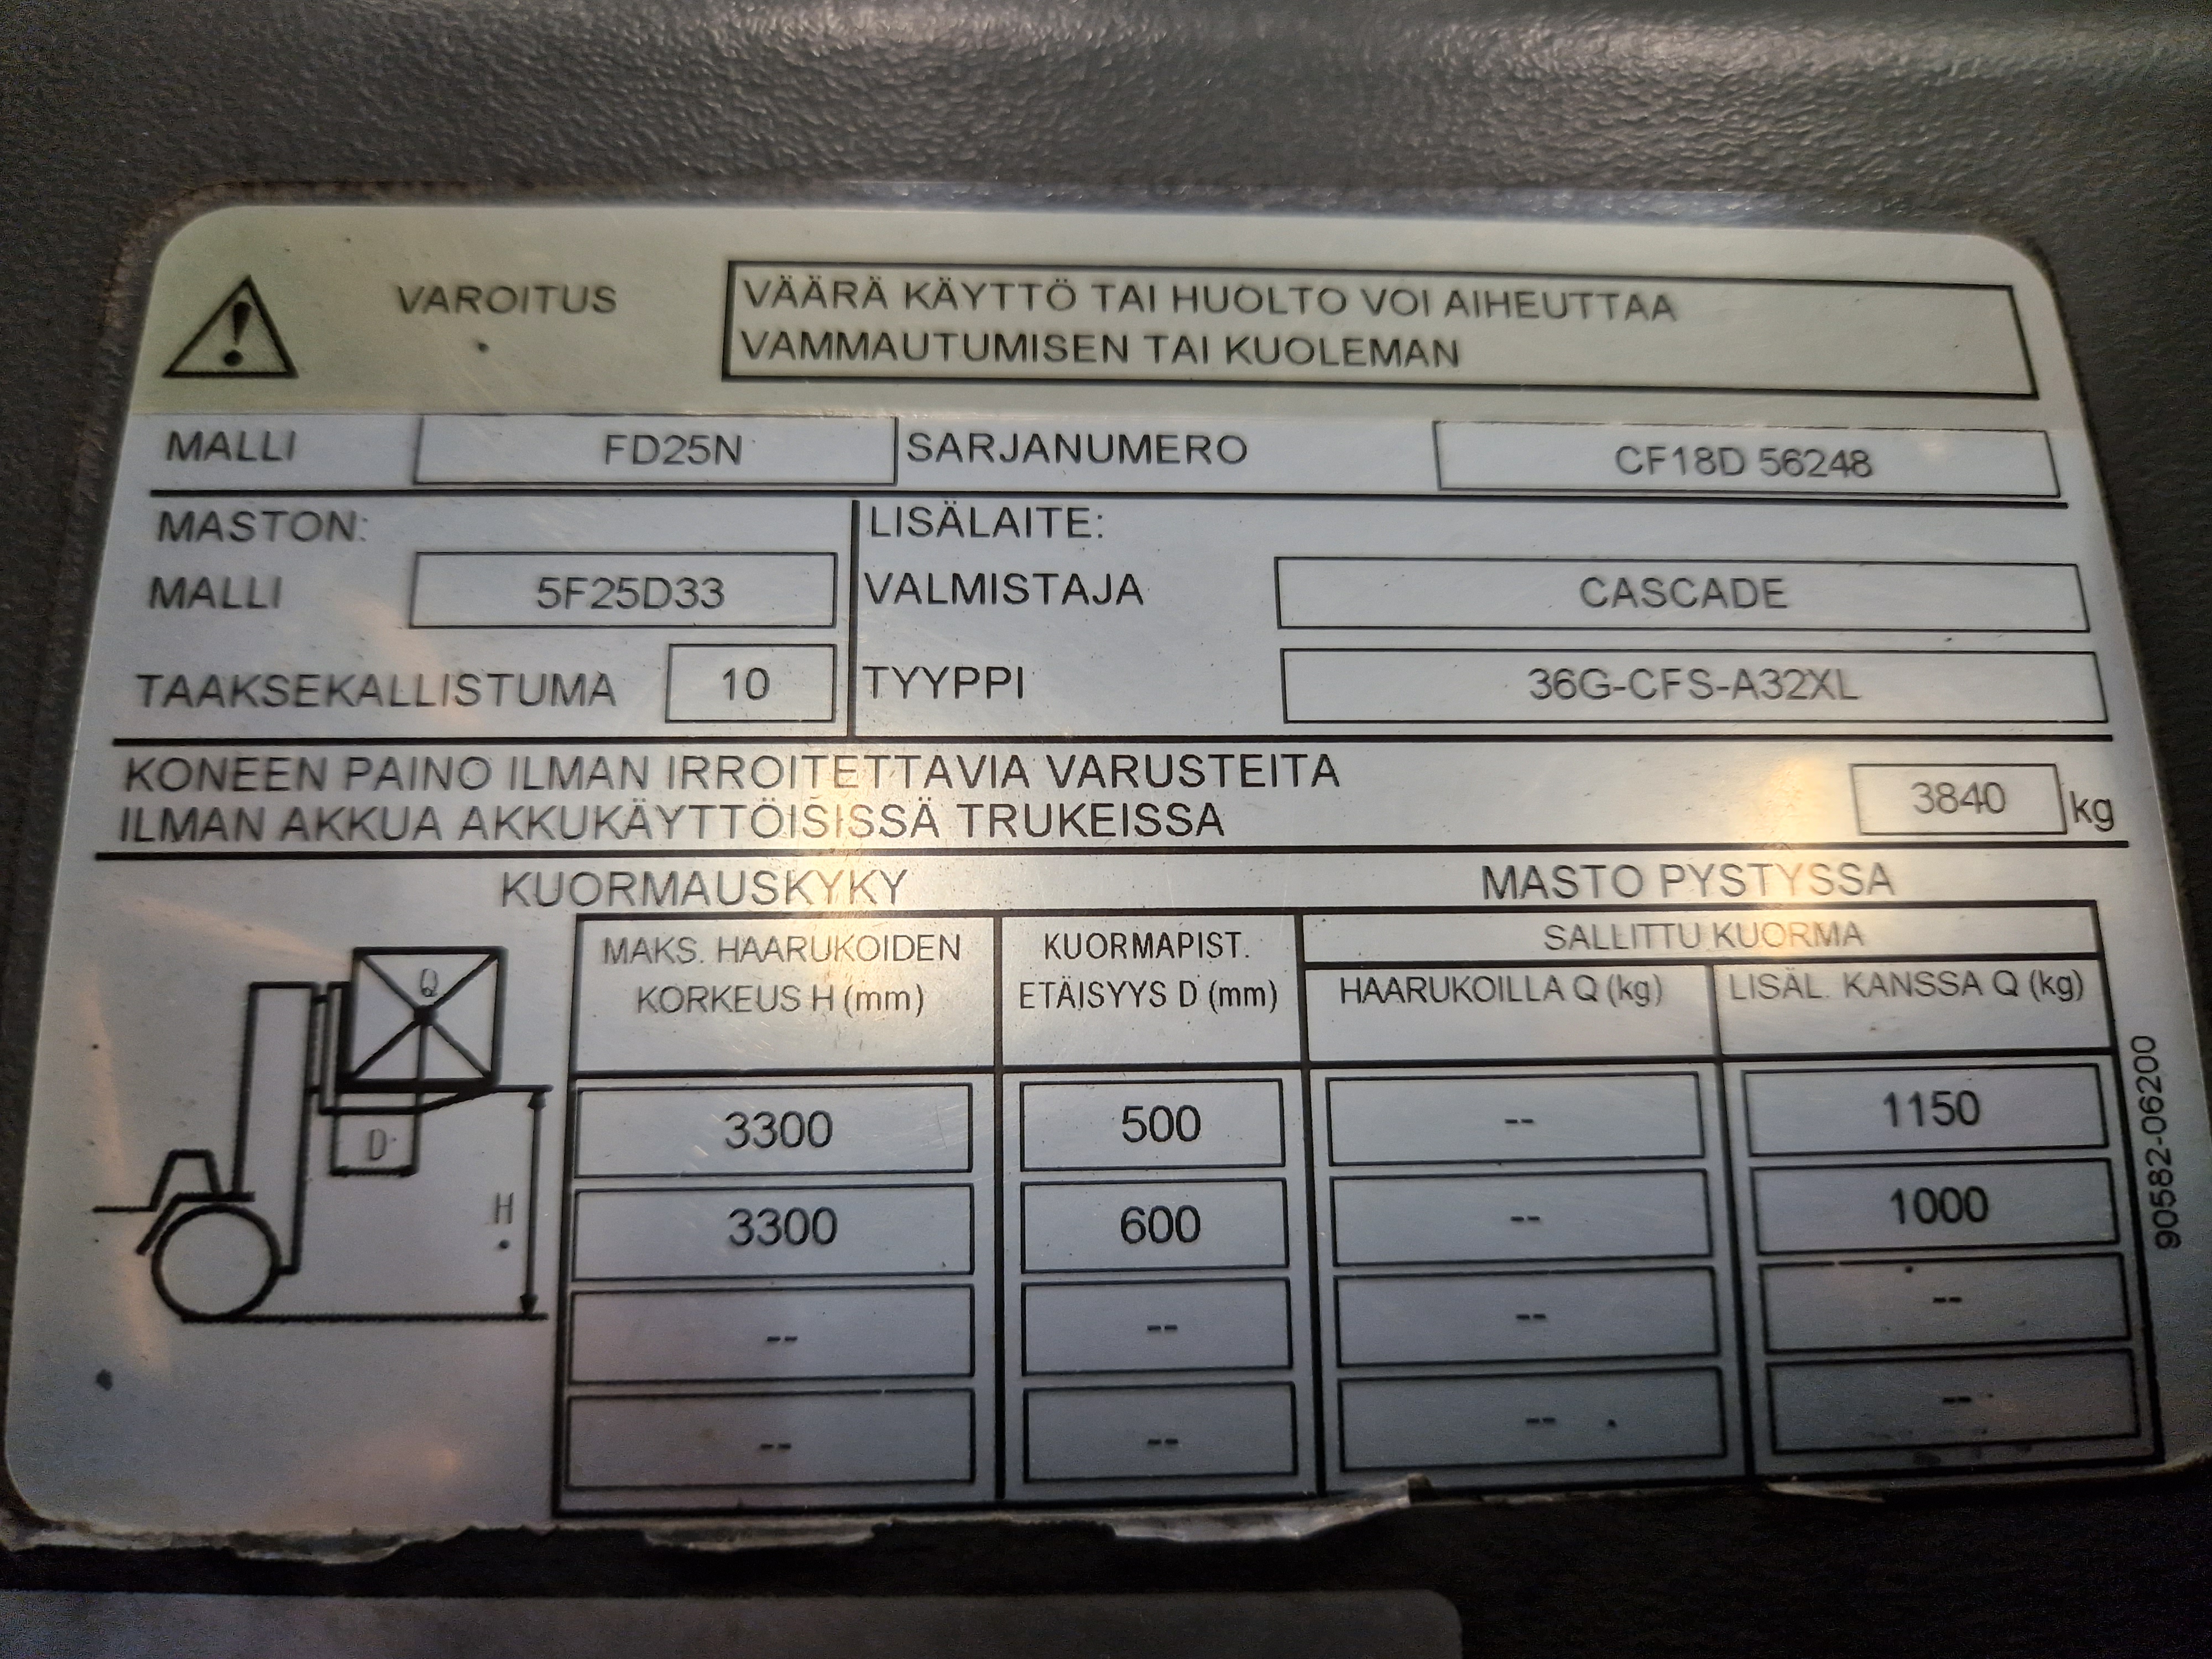 VAROITUS
VÄÄRÄ KÄYTTÖ TAI HUOLTO VOI AIHEUTTAA
VAMMAUTUMISEN TAI KUOLEMAN
MALLI FD25N SARJANUMERO CF18D 56248
MASTON: LISÄLAITE:
MALLI 5F25D33 VALMISTAJA CASCADE
TAAKSEKALLISTUMA 10 TYYPPI 36G-CFS-A32XL
KONEEN PAINO ILMAN IRROITETTAVIA VARUSTEITA
ILMAN AKKUA AKKUKÄYTTÖISISSÄ TRUKEISSA 3840 kg
KUORMAUSKYKY MASTO PYSTYSSA
MAKS. HAARUKOIDEN KORKEUS H (mm)
KUORMAPIST. ETÄISYYS D (mm)
SALLITTU KUORMA
HAARUKOILLA Q (kg) LISÄL. KANSSA Q (kg)
3300 500 -- 1150
3300 600 -- 1000
-- -- -- --
-- -- -- --
Q
D
H
90582-06200